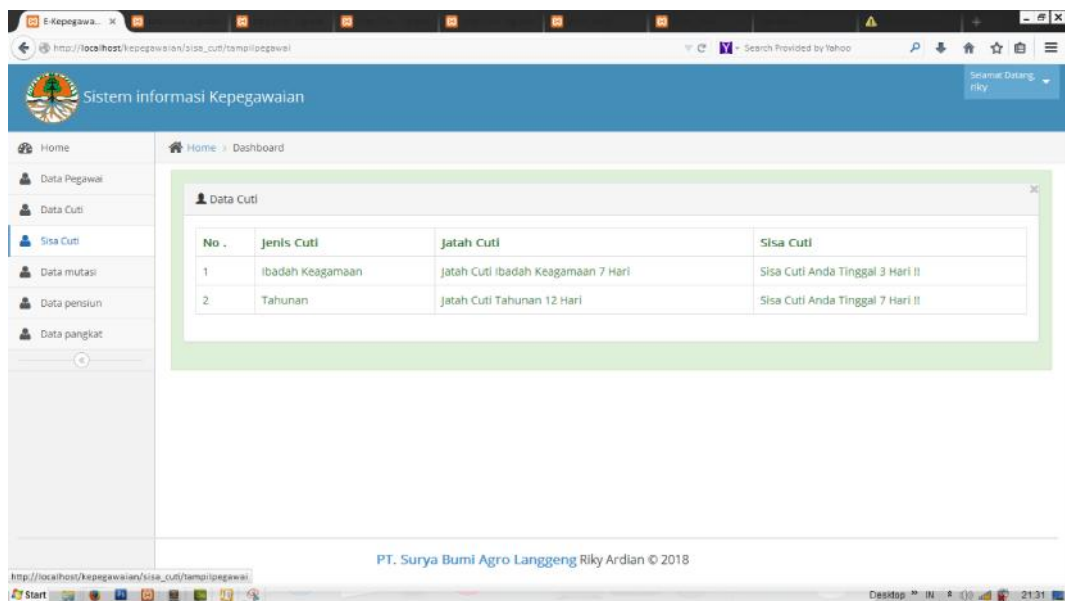 E-Kepegawa... ×
http://localhost/kepegawaian/sisa_cuti/tampilpegawai
Search Provided by Yahoo
Sistem informasi Kepegawaian
Selamat Datang,
riky
Home
Data Pegawai
Data Cuti
Sisa Cuti
Data mutasi
Data pensiun
Data pangkat
Home › Dashboard
Data Cuti
×
No . Jenis Cuti Jatah Cuti Sisa Cuti
1 Ibadah Keagamaan Jatah Cuti Ibadah Keagamaan 7 Hari Sisa Cuti Anda Tinggal 3 Hari !!
2 Tahunan Jatah Cuti Tahunan 12 Hari Sisa Cuti Anda Tinggal 7 Hari !!
PT. Surya Bumi Agro Langgeng Riky Ardian © 2018
http://localhost/kepegawaian/sisa_cuti/tampilpegawai
Start
Desktop » IN 21:31